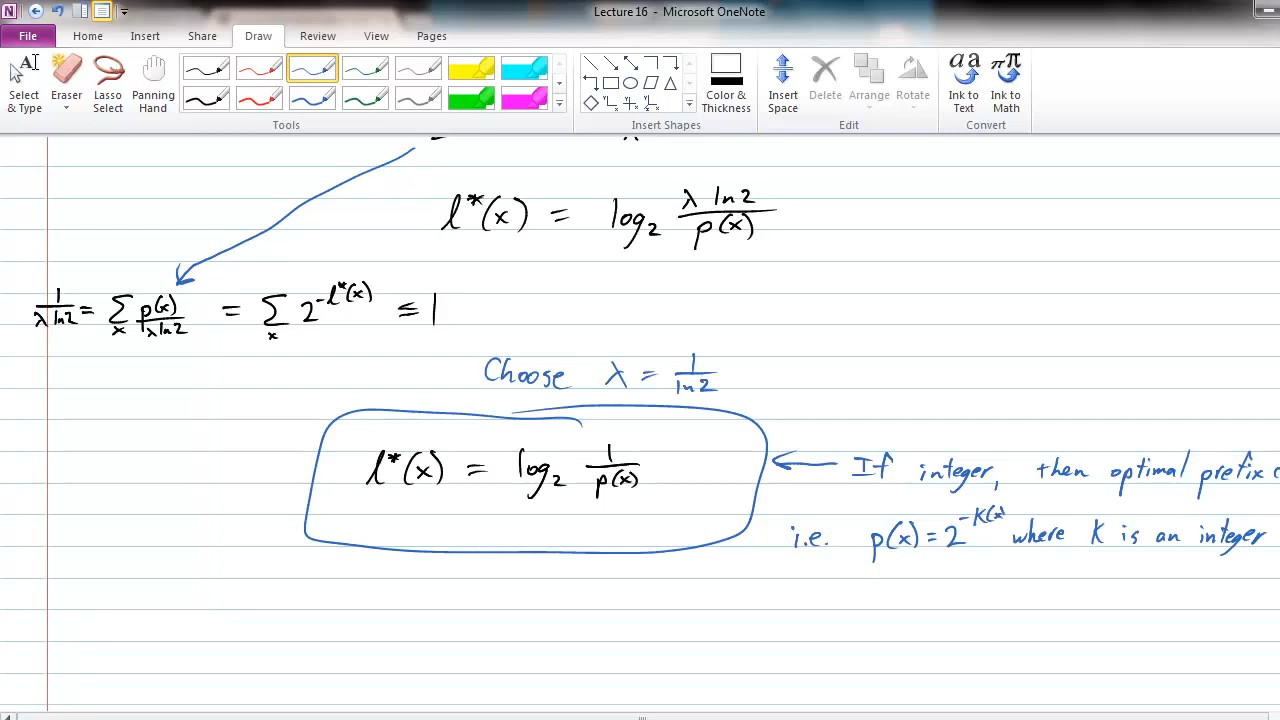 Lecture 16 - Microsoft OneNote
File Home Insert Share Draw Review View Pages
Select & Type Eraser Lasso Select Panning Hand Color & Thickness Insert Space Delete Arrange Rotate Ink to Text Ink to Math
Tools Insert Shapes Edit Convert
l*(x) = log₂ (λ ln2)/(p(x))
1/(λ ln2) = Σₓ p(x)/(λ ln2) = Σₓ 2^(-l*(x)) ≤ 1
Choose λ = 1/(ln2)
l*(x) = log₂ 1/(p(x))
← If integer, then optimal prefix
i.e. p(x) = 2^(-K(x)) where K is an integer